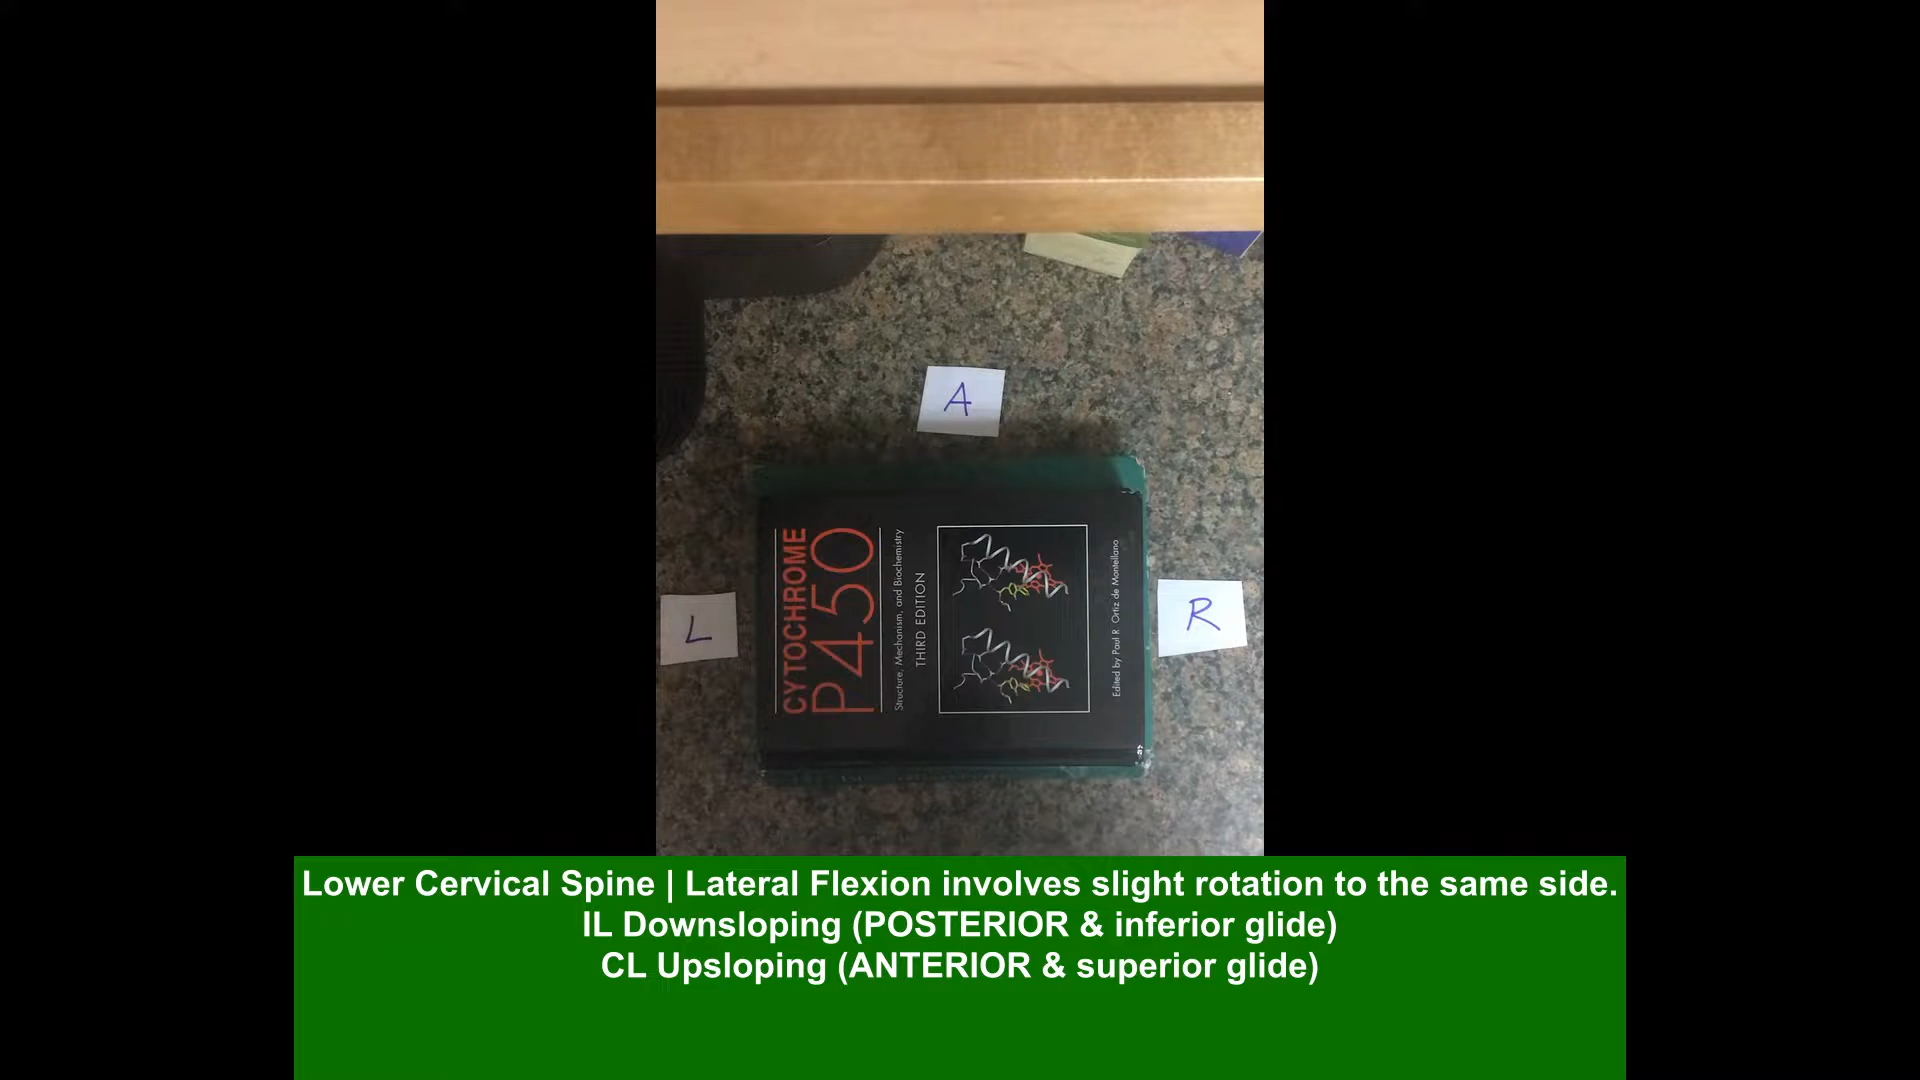 A
L
R
CYTOCHROME
P450
Structure, Mechanism, and Biochemistry
THIRD EDITION
Edited by Paul R. Ortiz de Montellano
Lower Cervical Spine | Lateral Flexion involves slight rotation to the same side.
IL Downsloping (POSTERIOR & inferior glide)
CL Upsloping (ANTERIOR & superior glide)